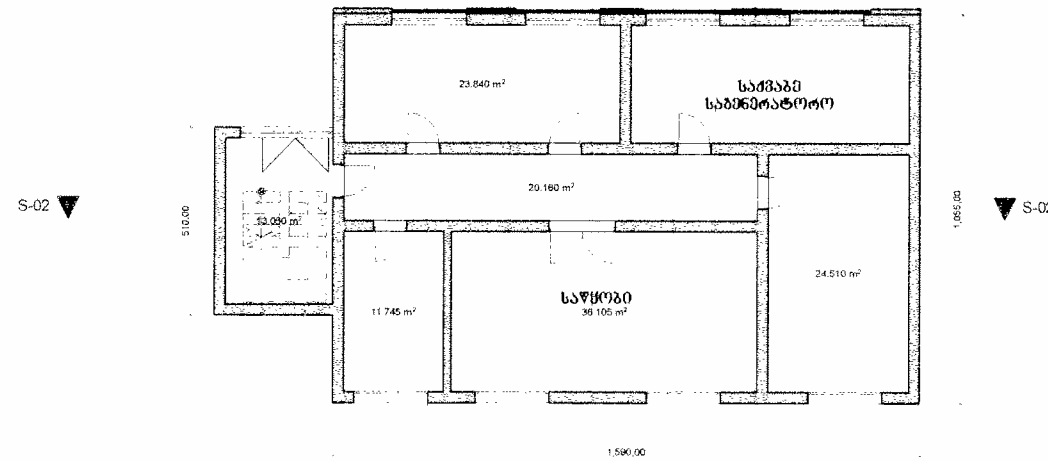 23.840 m²
საქვაბე
საგენერატორო
S-02
510,00
13.050 m²
20.160 m²
1,055,00
S-02
24.510 m²
11.745 m²
საწყობი
36.105 m²
1,590,00